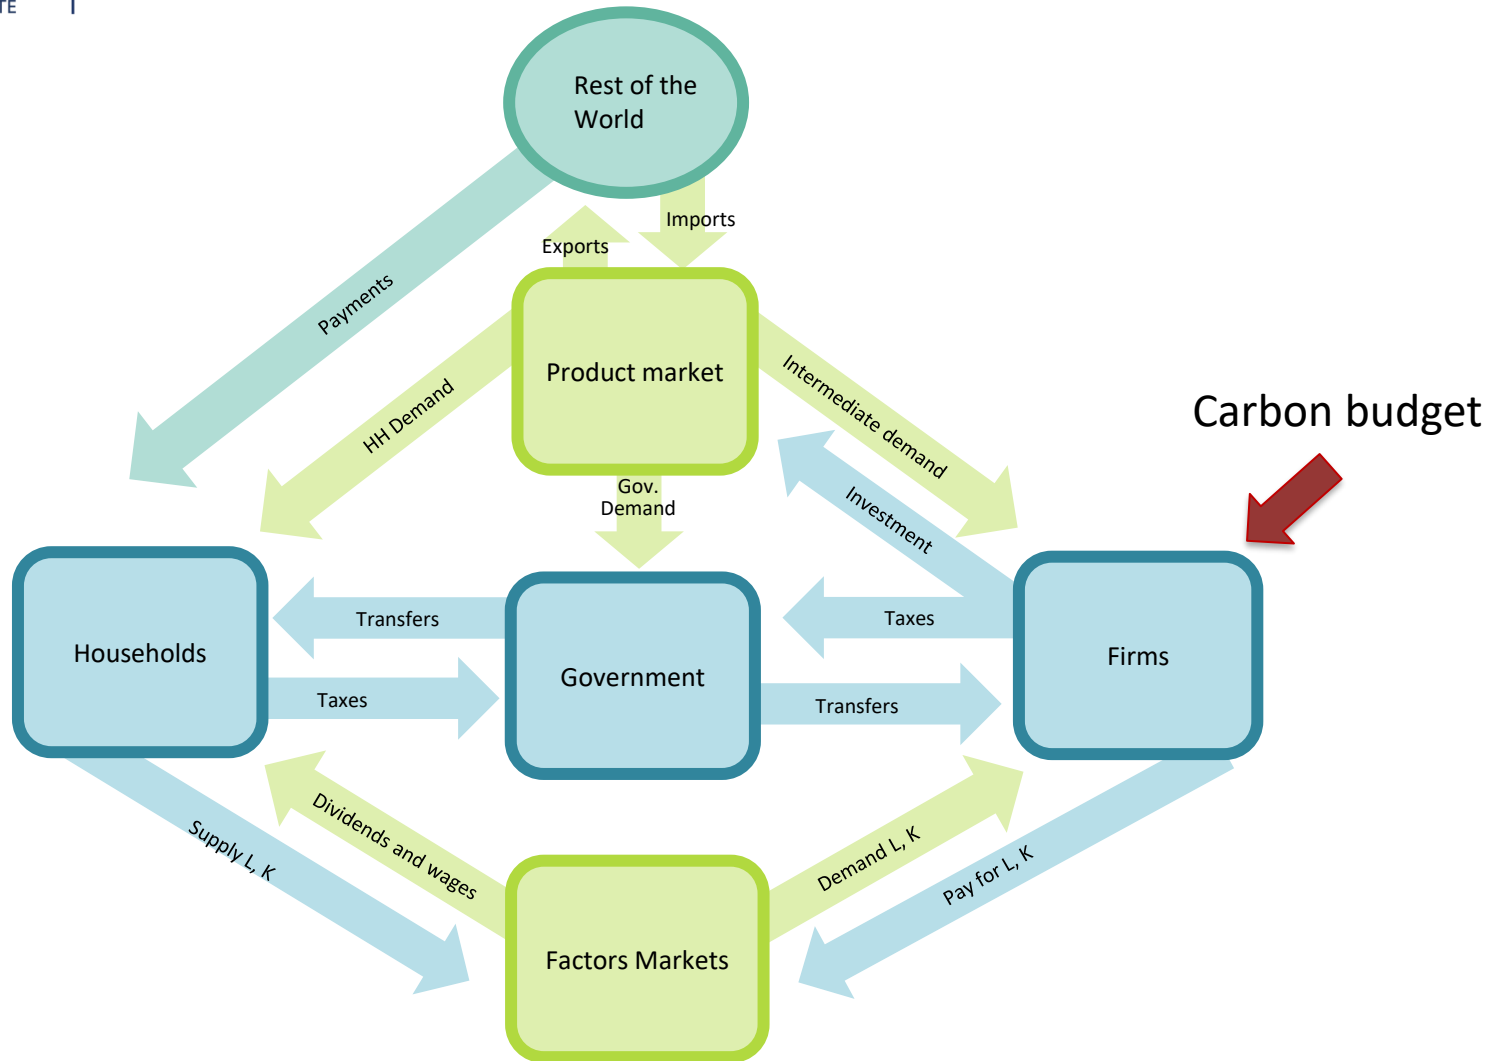 TE
Rest of the
World
Imports
Exports
Payments
Product market
HH Demand
Intermediate demand
Carbon budget
Gov.
Demand
Investment
Transfers
Taxes
Households
Government
Firms
Taxes
Transfers
Supply L, K
Dividends and wages
Demand L, K
Pay for L, K
Factors Markets